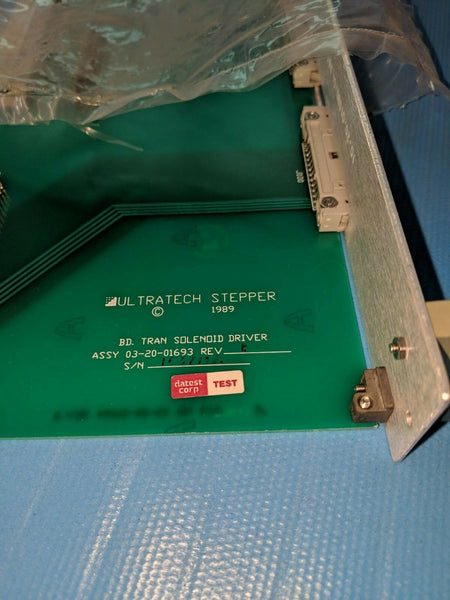 ULTRATECH STEPPER
© 1989
BD. TRAN SOLENOID DRIVER
ASSY 03-20-01693 REV
S/N
datest corp TEST